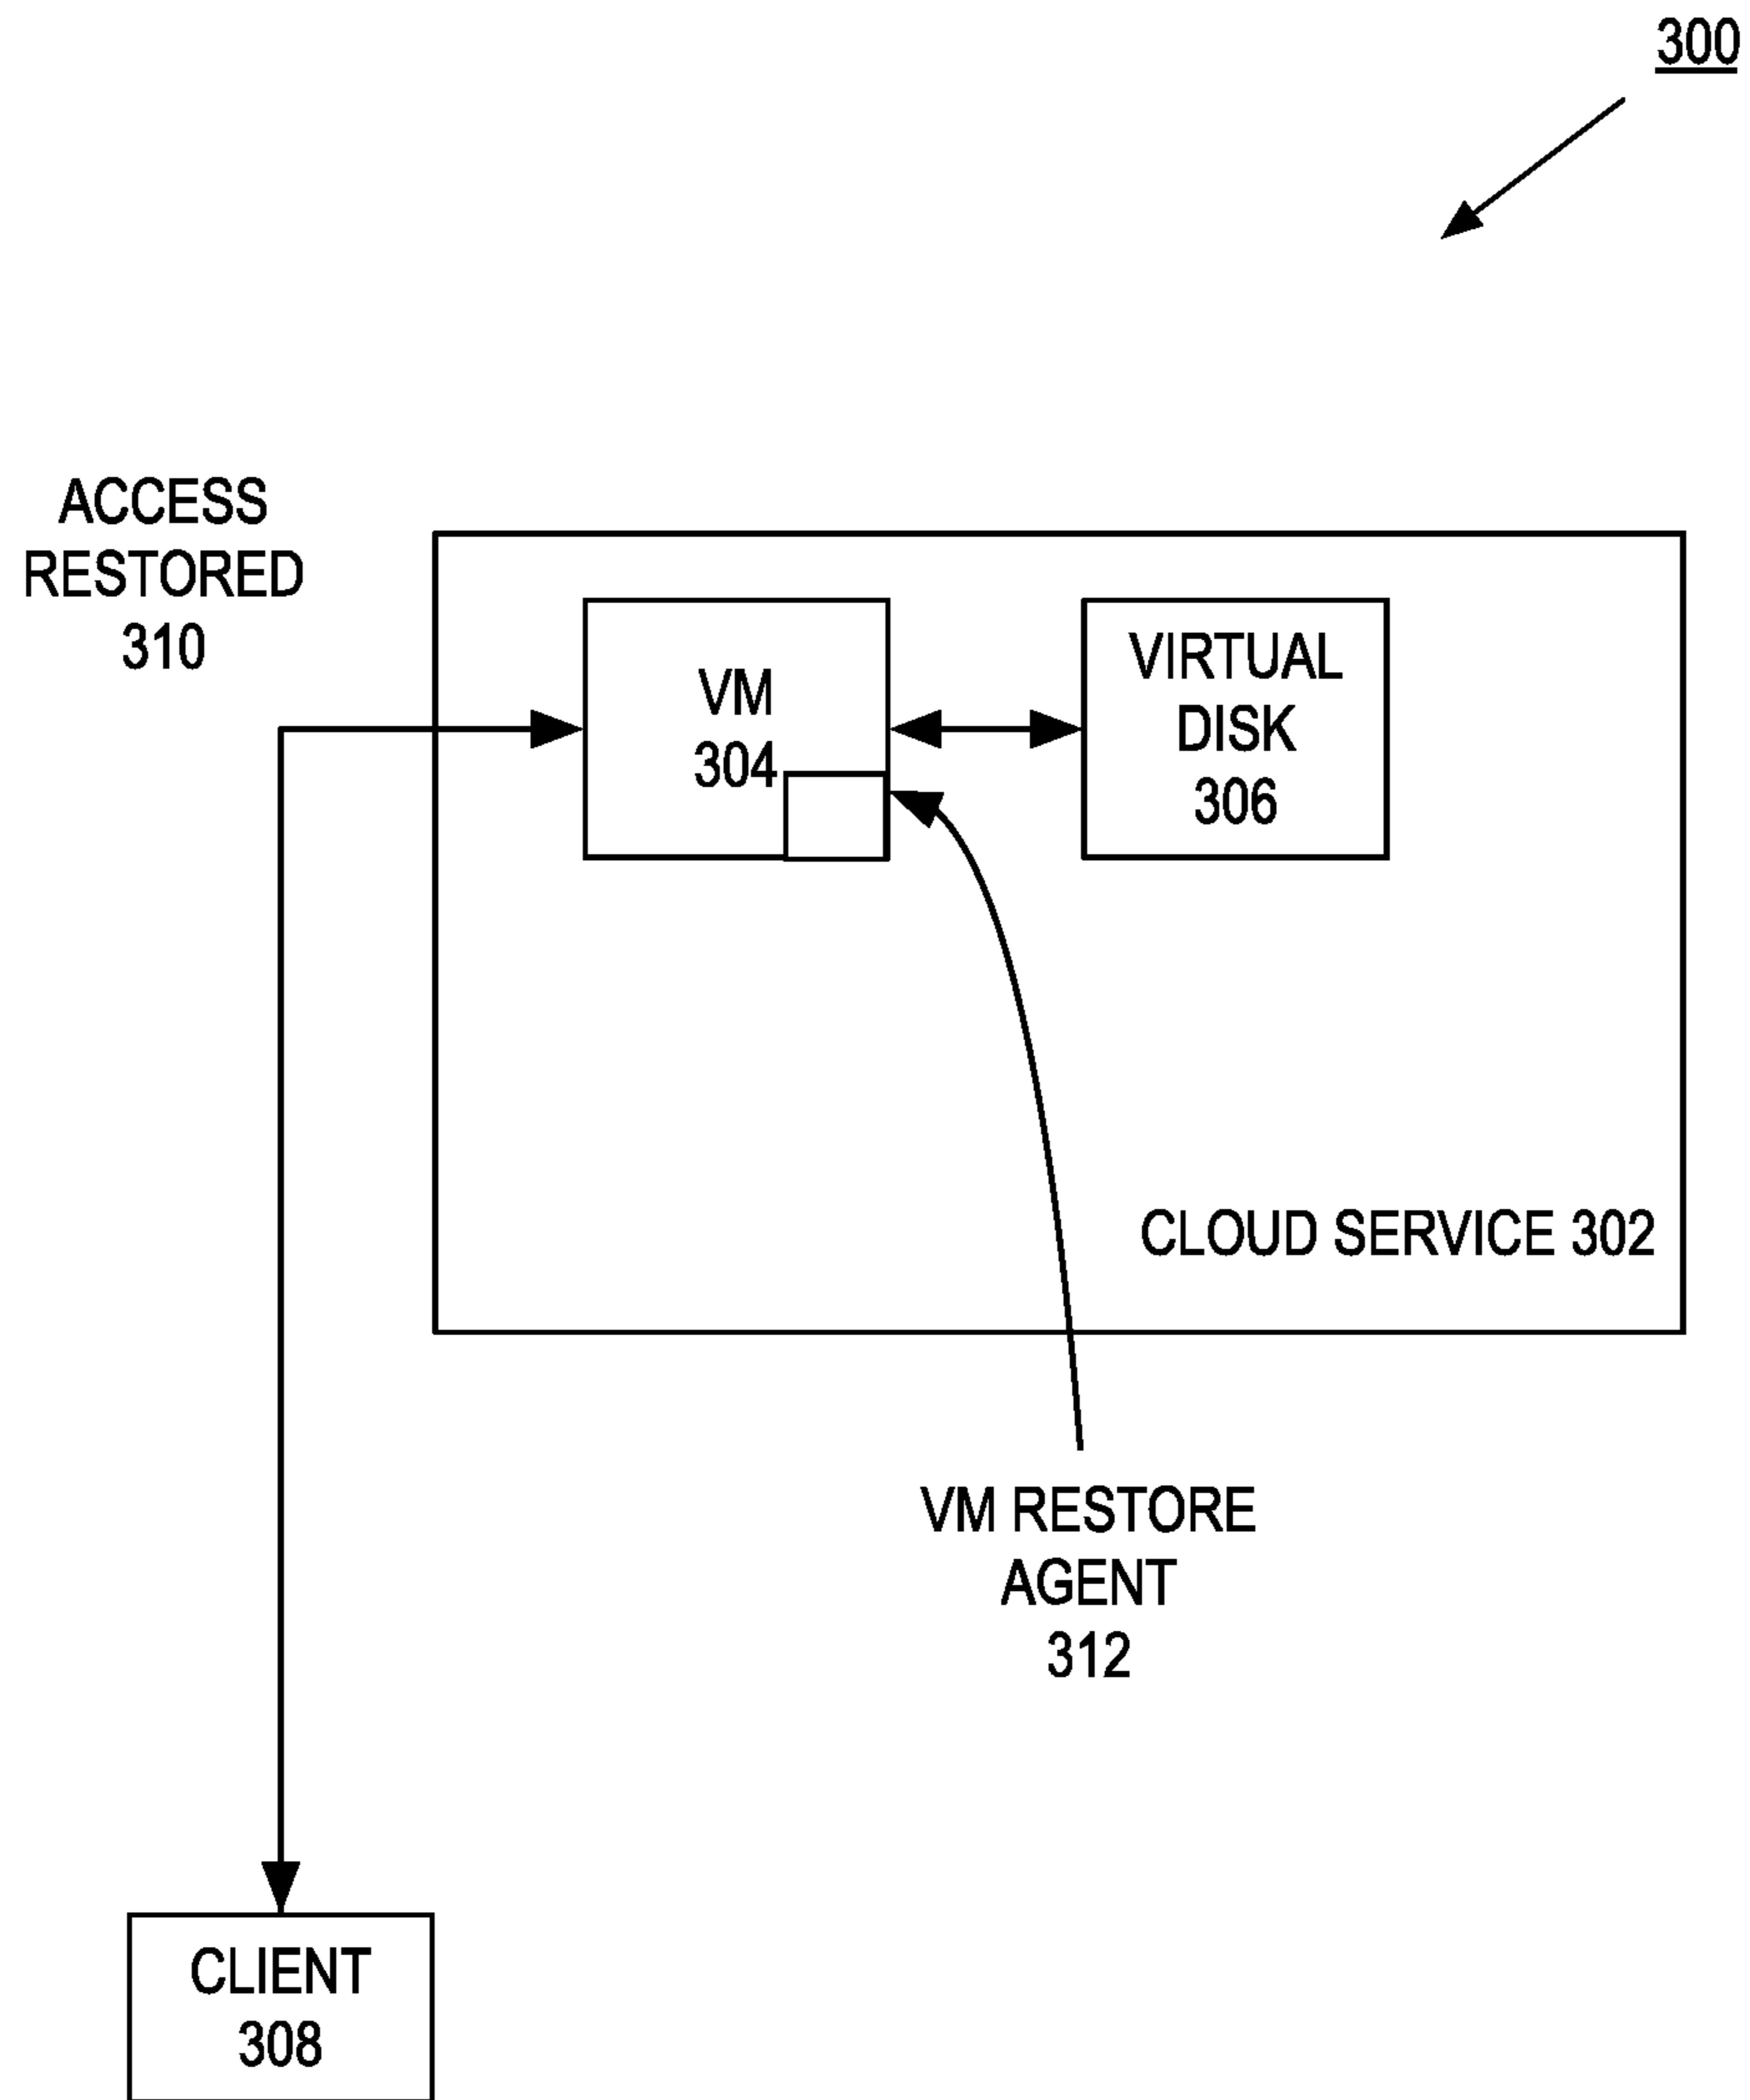 300
ACCESS
RESTORED
310
VM
304
VIRTUAL
DISK
306
CLOUD SERVICE 302
VM RESTORE
AGENT
312
CLIENT
308